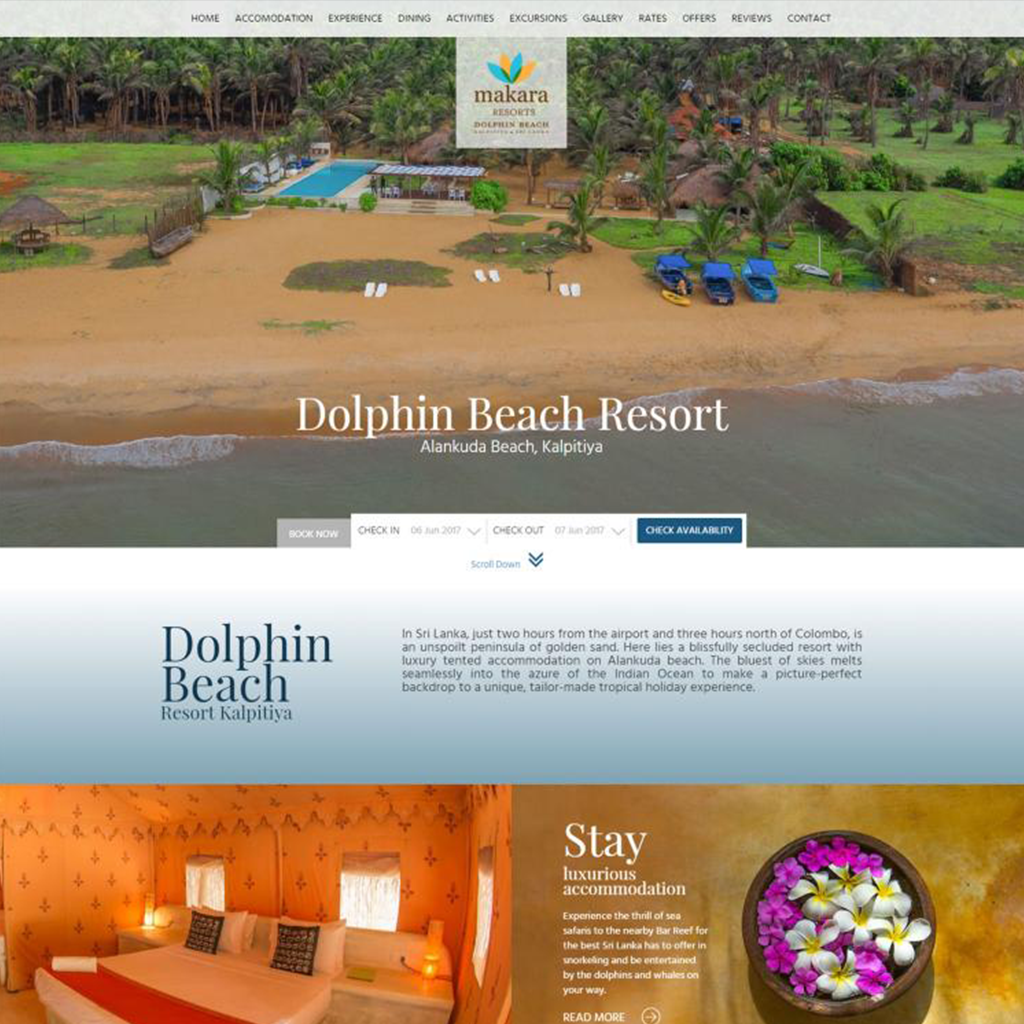 HOME ACCOMODATION EXPERIENCE DINING ACTIVITIES EXCURSIONS GALLERY RATES OFFERS REVIEWS CONTACT
makara
RESORTS
DOLPHIN BEACH
Dolphin Beach Resort
Alankuda Beach, Kalpitiya
BOOK NOW CHECK IN 06 Jun 2017 CHECK OUT 07 Jun 2017 CHECK AVAILABILITY
Scroll Down
Dolphin
Beach
Resort Kalpitiya
In Sri Lanka, just two hours from the airport and three hours north of Colombo, is
an unspoilt peninsula of golden sand. Here lies a blissfully secluded resort with
luxury tented accommodation on Alankuda beach. The bluest of skies melts
seamlessly into the azure of the Indian Ocean to make a picture-perfect
backdrop to a unique, tailor-made tropical holiday experience.
Stay
luxurious
accommodation
Experience the thrill of sea
safaris to the nearby Bar Reef for
the best Sri Lanka has to offer in
snorkeling and be entertained
by the dolphins and whales on
your way.
READ MORE